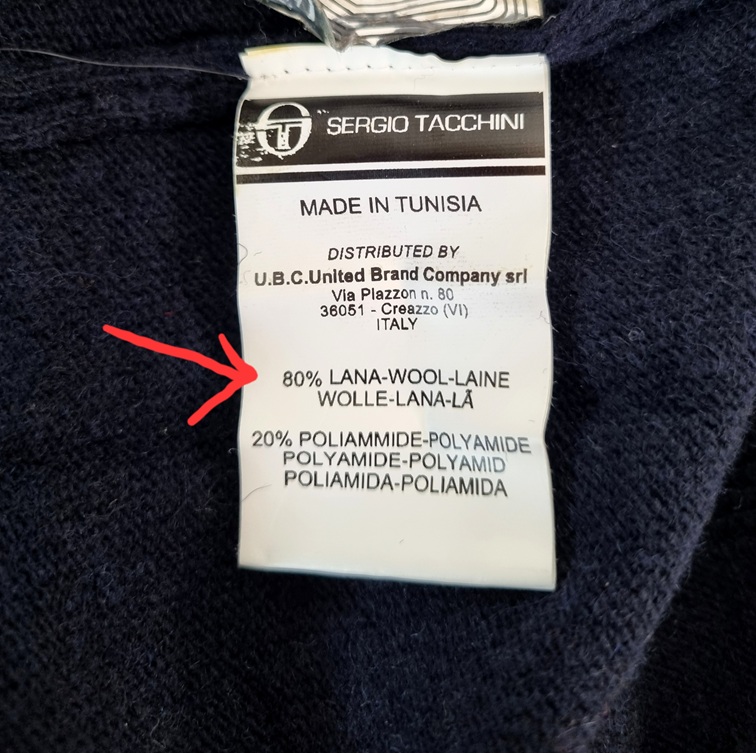 SERGIO TACCHINI
MADE IN TUNISIA
DISTRIBUTED BY
U.B.C.United Brand Company srl
Via Piazzon n. 80
36051 - Creazzo (VI)
ITALY
80% LANA-WOOL-LAINE
WOLLE-LANA-LÃ
20% POLIAMMIDE-POLYAMIDE
POLYAMIDE-POLYAMID
POLIAMIDA-POLIAMIDA